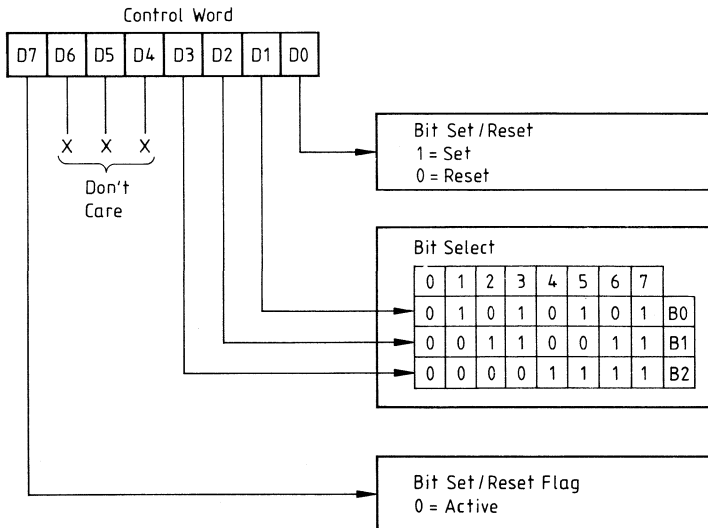 Control Word
D7 D6 D5 D4 D3 D2 D1 D0
X X X
Don't
Care
Bit Set/Reset
1 = Set
0 = Reset
Bit Select
0 1 2 3 4 5 6 7
0 1 0 1 0 1 0 1 B0
0 0 1 1 0 0 1 1 B1
0 0 0 0 1 1 1 1 B2
Bit Set/Reset Flag
0 = Active